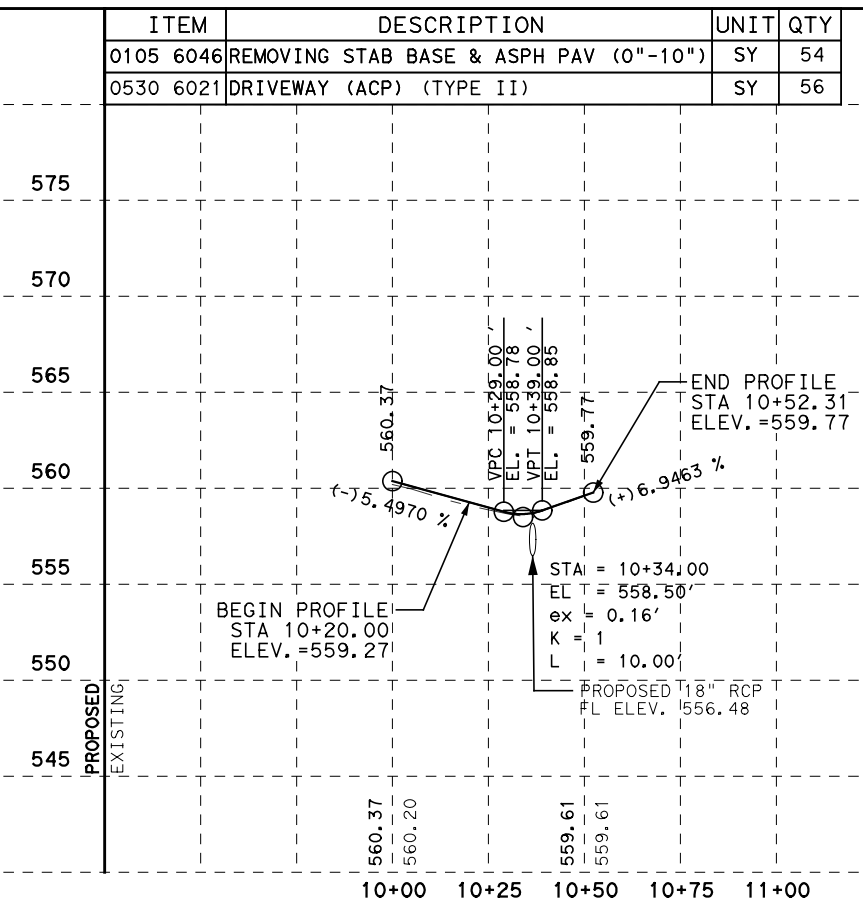 ITEM DESCRIPTION UNIT QTY
0105 6046 REMOVING STAB BASE & ASPH PAV (0"-10") SY 54
0530 6021 DRIVEWAY (ACP) (TYPE II) SY 56
575
570
565
560
555
550
545
PROPOSED
EXISTING
560.37
VPC 10+29.00 '
EL. = 558.78
VPT 10+39.00 '
EL. = 558.85
559.77
END PROFILE
STA 10+52.31
ELEV.=559.77
(-)5.4970 %
(+)6.9463 %
BEGIN PROFILE
STA 10+20.00
ELEV.=559.27
STA = 10+34.00
EL = 558.50'
ex = 0.16'
K = 1
L = 10.00'
PROPOSED 18" RCP
FL ELEV. 556.48
560.37
560.20
559.61
559.61
10+00 10+25 10+50 10+75 11+00